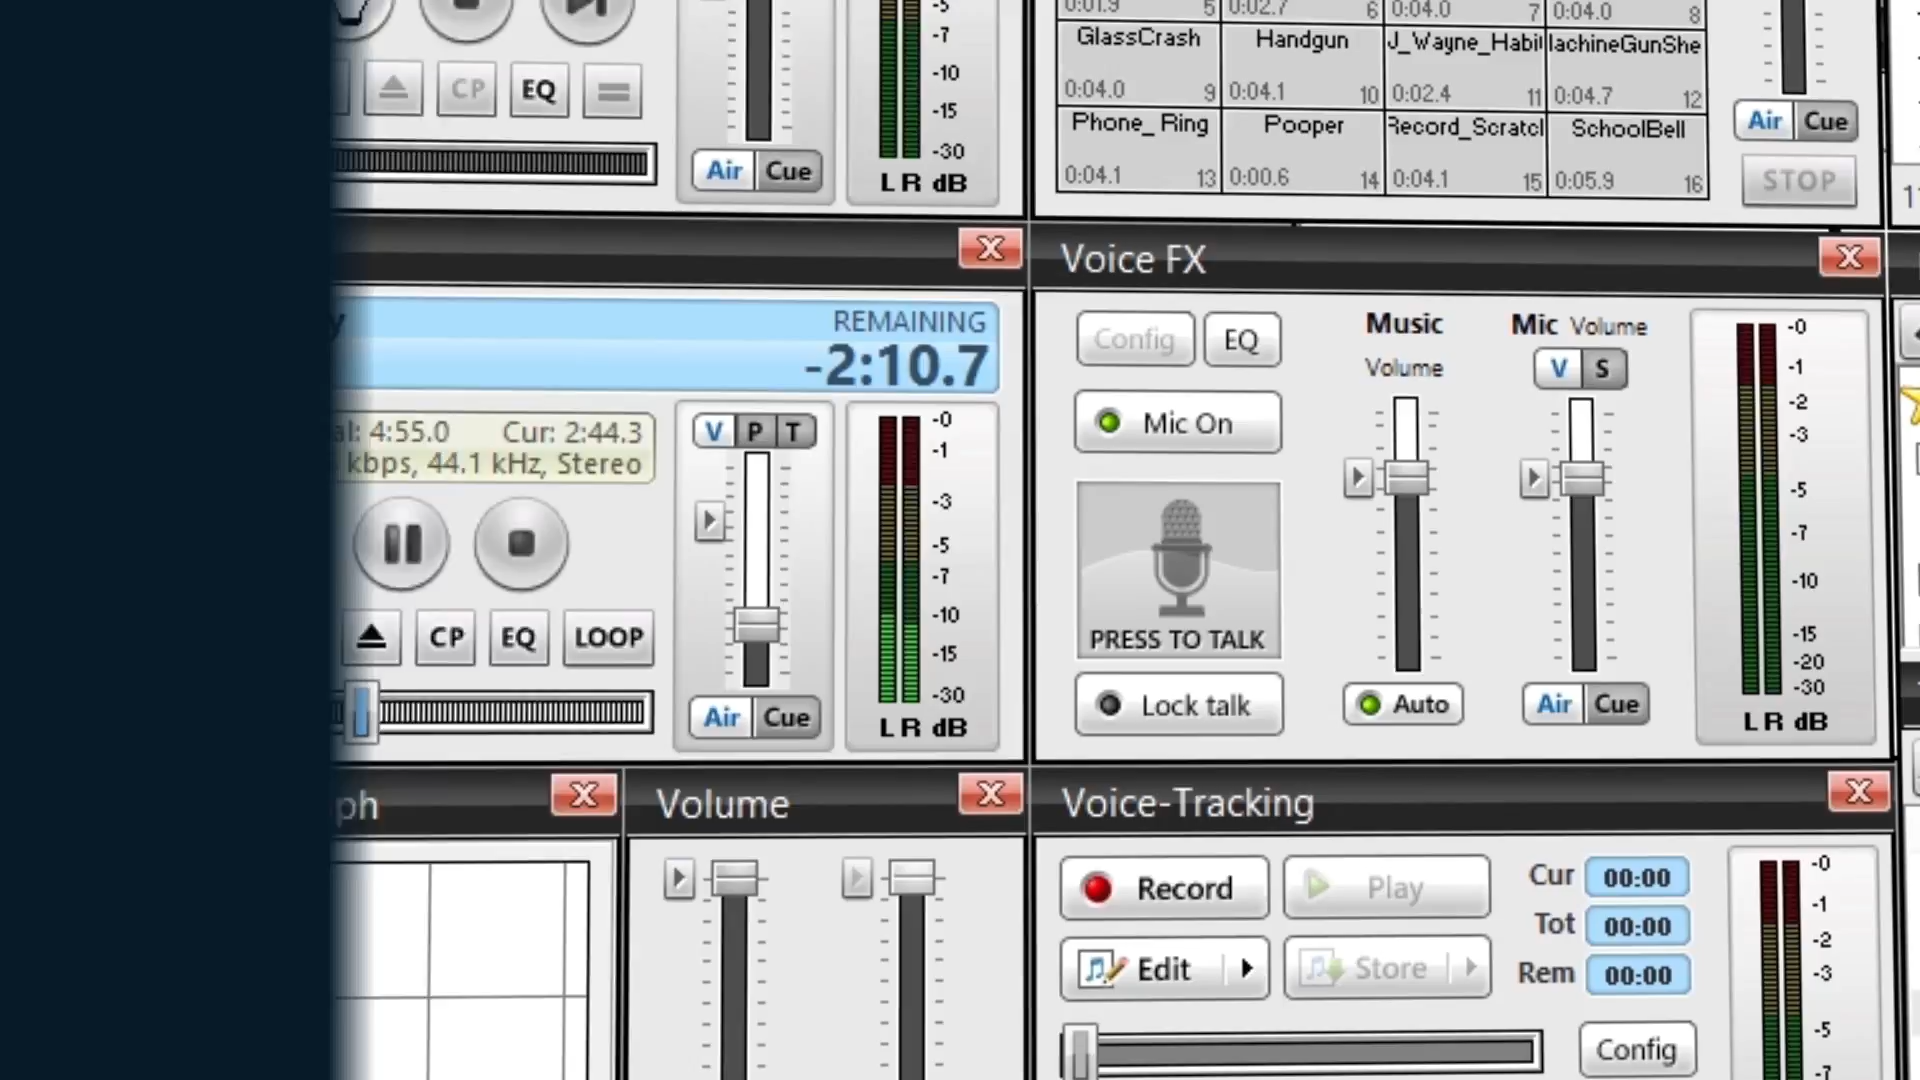 -5
-7
-10
-15
-30
L R dB
CP
EQ
Air Cue
0:01.9 5
0:02.7 6
0:04.0 7
0:04.0 8
GlassCrash
0:04.0 9
Handgun
0:04.1 10
J_Wayne_Habit
0:02.4 11
lachineGunShe
0:04.7 12
Phone_ Ring
0:04.1 13
Pooper
0:00.6 14
Record_Scratch
0:04.1 15
SchoolBell
0:05.9 16
Air Cue
STOP
y
REMAINING
-2:10.7
al: 4:55.0 Cur: 2:44.3
kbps, 44.1 kHz, Stereo
CP
EQ
LOOP
V P T
Air Cue
-0
-1
-3
-5
-7
-10
-15
-30
L R dB
Voice FX
Config
EQ
Mic On
PRESS TO TALK
Lock talk
Music
Volume
Auto
Mic Volume
V S
Air Cue
-0
-1
-2
-3
-5
-7
-10
-15
-20
-30
L R dB
ph
Volume
Voice-Tracking
Record
Play
Edit
Store
Cur 00:00
Tot 00:00
Rem 00:00
Config
-0
-1
-2
-3
-5
-7